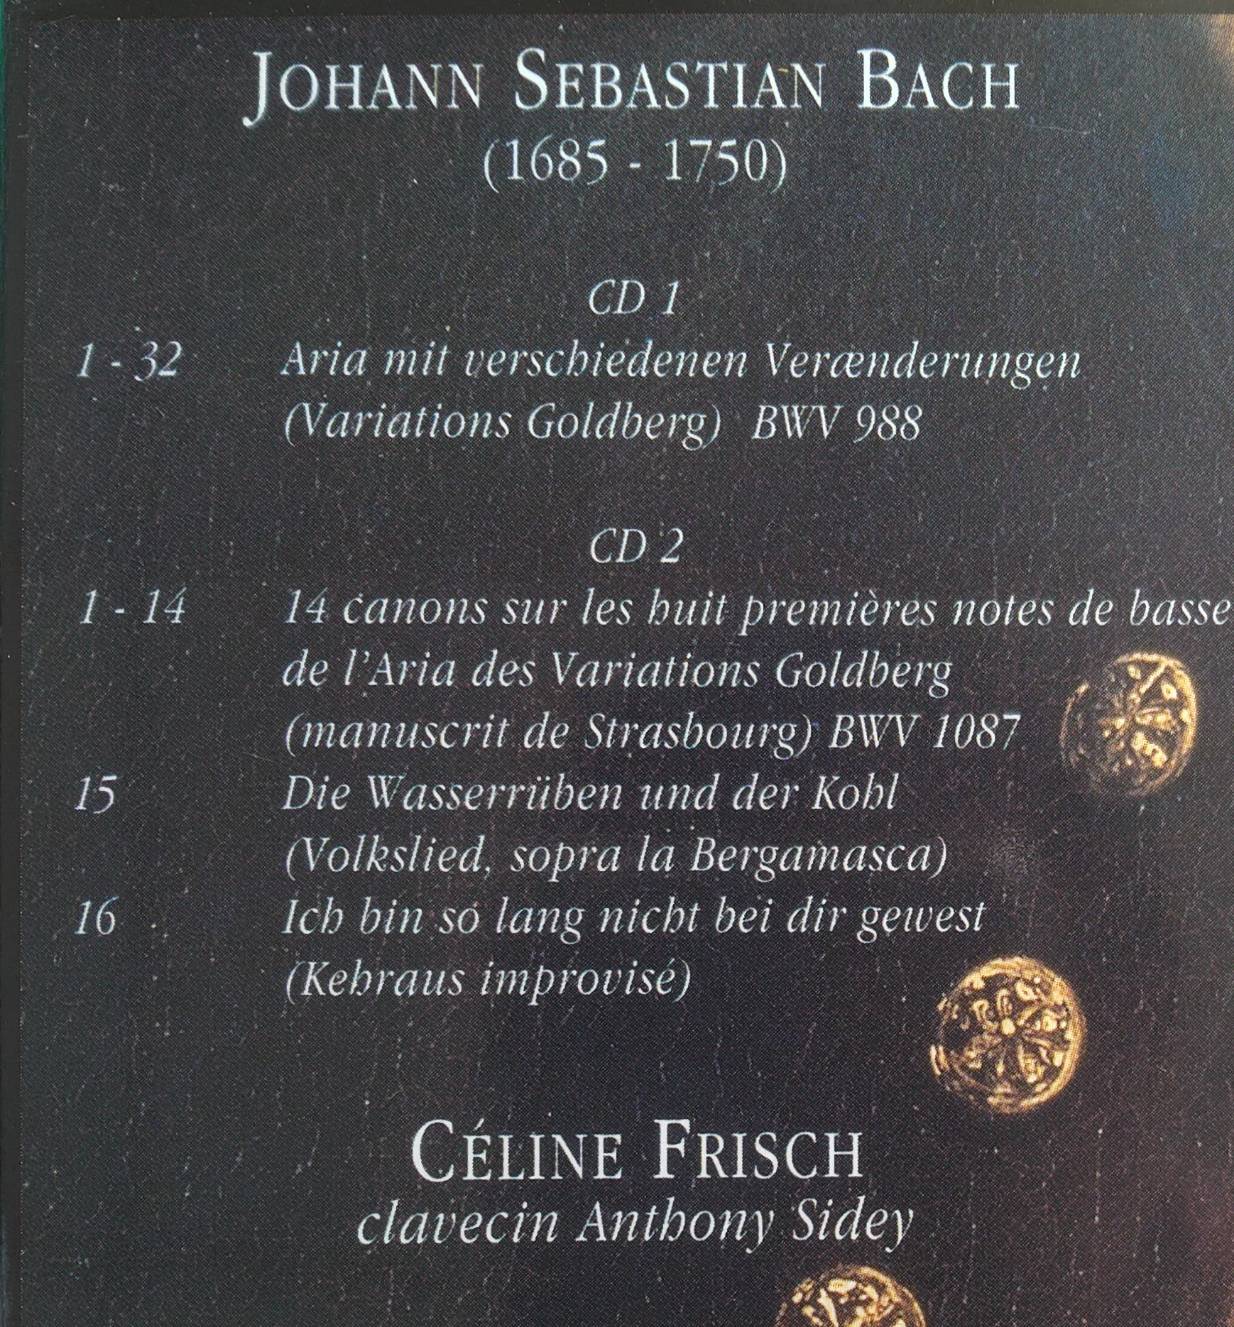 JOHANN SEBASTIAN BACH
(1685 - 1750)
CD 1
1 - 32 Aria mit verschiedenen Verænderungen
(Variations Goldberg) BWV 988
CD 2
1 - 14 14 canons sur les huit premières notes de basse
de l'Aria des Variations Goldberg
(manuscrit de Strasbourg) BWV 1087
15 Die Wasserrüben und der Kohl
(Volkslied, sopra la Bergamasca)
16 Ich bin so lang nicht bei dir gewest
(Kehraus improvisé)
CÉLINE FRISCH
clavecin Anthony Sidey